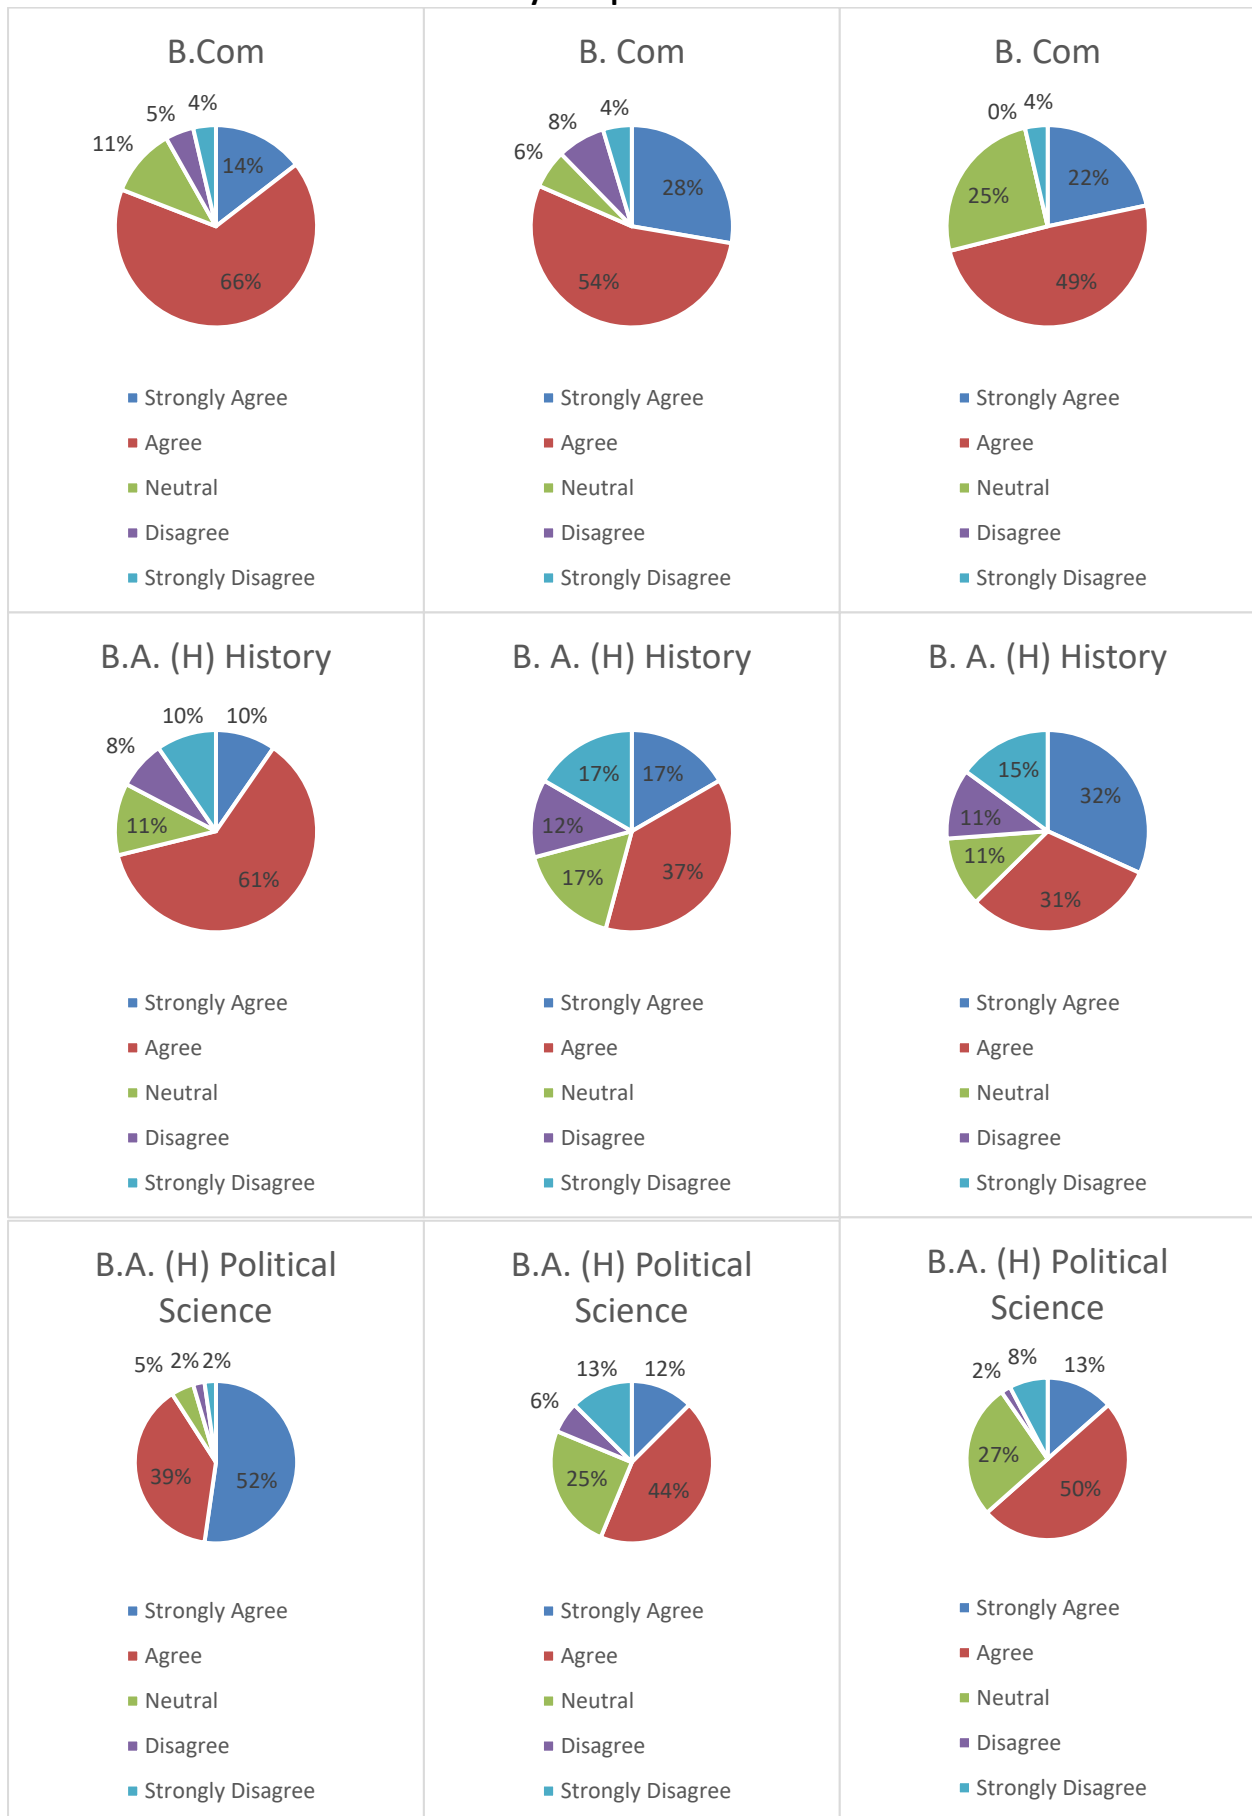 B.Com
4%
5%
11%
14%
66%
Strongly Agree
Agree
Neutral
Disagree
Strongly Disagree
B. Com
4%
8%
6%
28%
54%
Strongly Agree
Agree
Neutral
Disagree
Strongly Disagree
B. Com
0%
4%
22%
25%
49%
Strongly Agree
Agree
Neutral
Disagree
Strongly Disagree
B.A. (H) History
10%
10%
8%
11%
61%
Strongly Agree
Agree
Neutral
Disagree
Strongly Disagree
B. A. (H) History
17%
17%
12%
17%
37%
Strongly Agree
Agree
Neutral
Disagree
Strongly Disagree
B. A. (H) History
15%
32%
11%
11%
31%
Strongly Agree
Agree
Neutral
Disagree
Strongly Disagree
B.A. (H) Political
Science
5%
2%
2%
39%
52%
Strongly Agree
Agree
Neutral
Disagree
Strongly Disagree
B.A. (H) Political
Science
13%
12%
6%
25%
44%
Strongly Agree
Agree
Neutral
Disagree
Strongly Disagree
B.A. (H) Political
Science
8%
13%
2%
27%
50%
Strongly Agree
Agree
Neutral
Disagree
Strongly Disagree